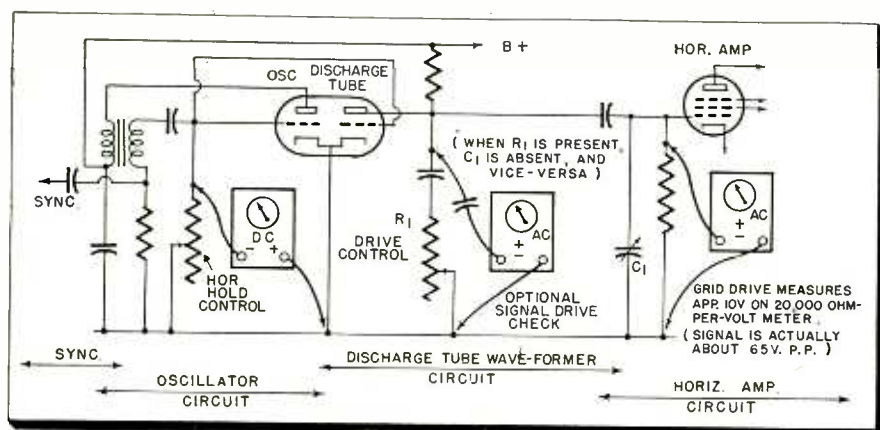 B+
HOR. AMP
OSC
DISCHARGE
TUBE
(WHEN R1 IS PRESENT,
C1 IS ABSENT, AND
VICE-VERSA)
SYNC.
DC
- +
HOR
HOLD
CONTROL
R1
DRIVE
CONTROL
AC
+
-
OPTIONAL
SIGNAL DRIVE
CHECK
C1
AC
+
-
GRID DRIVE MEASURES
APR. 10V ON 20,000 OHM-
PER-VOLT METER
(SIGNAL IS ACTUALLY
ABOUT 65V. P.P.)
SYNC.
OSCILLATOR
CIRCUIT
DISCHARGE TUBE WAVE-FORMER
CIRCUIT
HORIZ. AMP.
CIRCUIT